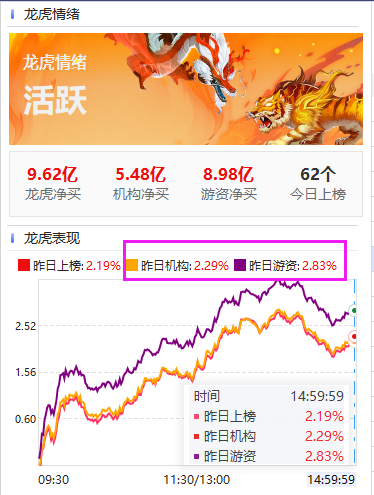 龙虎情绪
龙虎情绪
活跃
9.62亿 5.48亿 8.98亿 62个
龙虎净买 机构净买 游资净买 今日上榜
龙虎表现
昨日上榜: 2.19% 昨日机构: 2.29% 昨日游资: 2.83%
2.52
1.56
0.60
时间 14:59:59
昨日上榜 2.19%
昨日机构 2.29%
昨日游资 2.83%
09:30 11:30/13:00 14:59:59